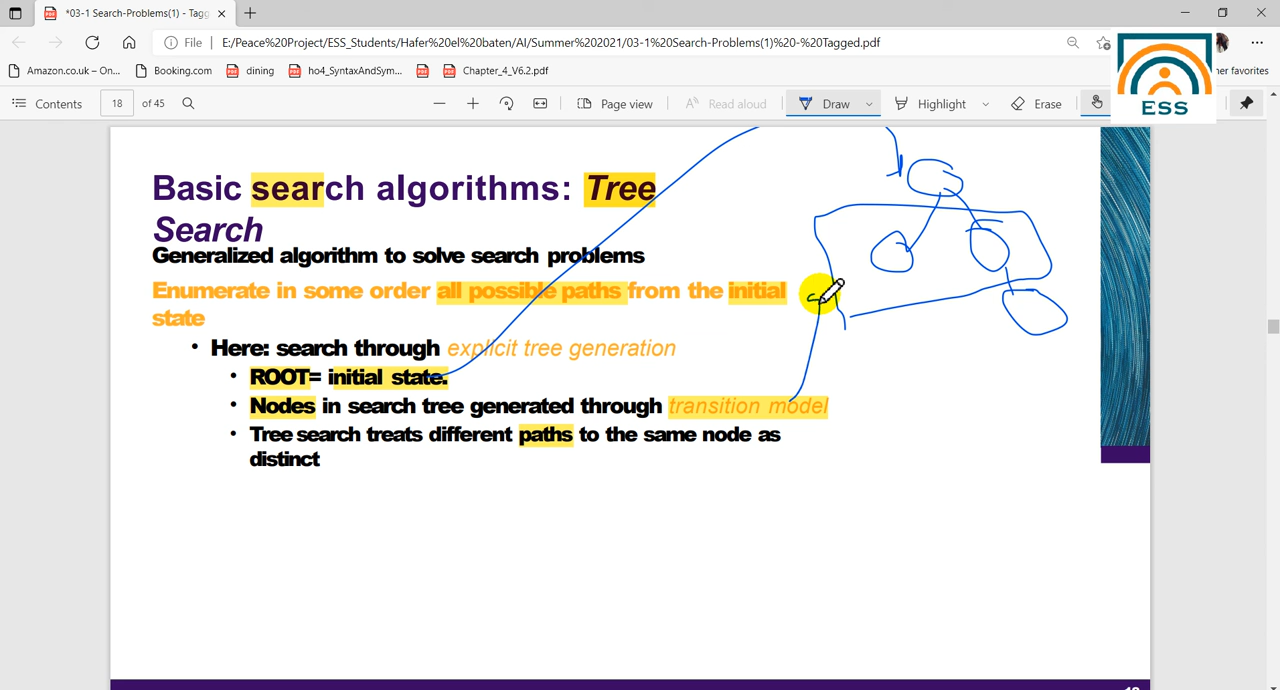 *03-1 Search-Problems(1) - Tagg
File
E:/Peace%20Project/ESS_Students/Hafer%20el%20baten/AI/Summer%202021/03-1%20Search-Problems(1)%20-%20Tagged.pdf
Amazon.co.uk – On...
Booking.com
dining
ho4_SyntaxAndSym...
Chapter_4_V6.2.pdf
her favorites
ESS
Contents
18 of 45
Page view
Read aloud
Draw
Highlight
Erase
Basic search algorithms: Tree
Search
Generalized algorithm to solve search problems
Enumerate in some order all possible paths from the initial
state
• Here: search through explicit tree generation
• ROOT= initial state.
• Nodes in search tree generated through transition model
• Tree search treats different paths to the same node as
distinct